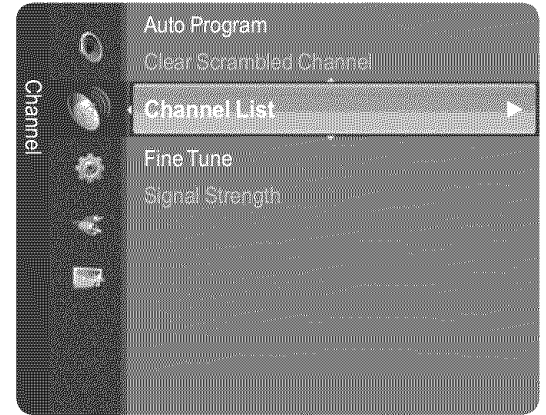 Channel
Auto Program
Clear Scrambled Channel
Channel List
Fine Tune
Signal Strength